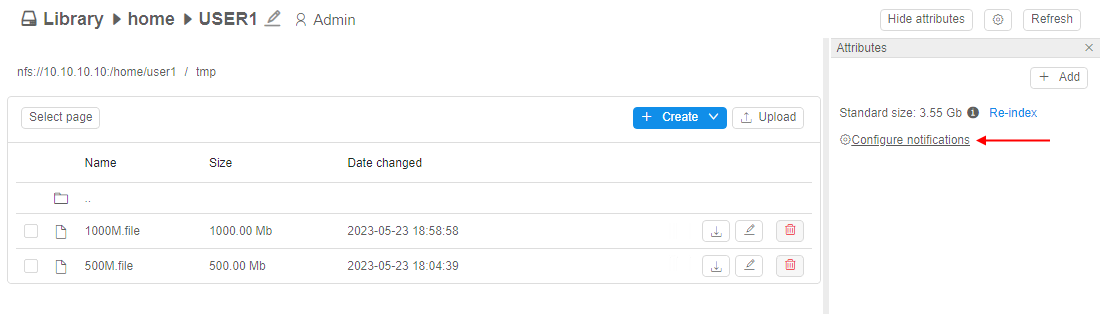 Library home USER1 Admin
Hide attributes Refresh
Attributes
nfs://10.10.10.10:/home/user1 / tmp
+ Add
Select page + Create Upload
Standard size: 3.55 Gb Re-index
Configure notifications
Name Size Date changed
..
1000M.file 1000.00 Mb 2023-05-23 18:58:58
500M.file 500.00 Mb 2023-05-23 18:04:39